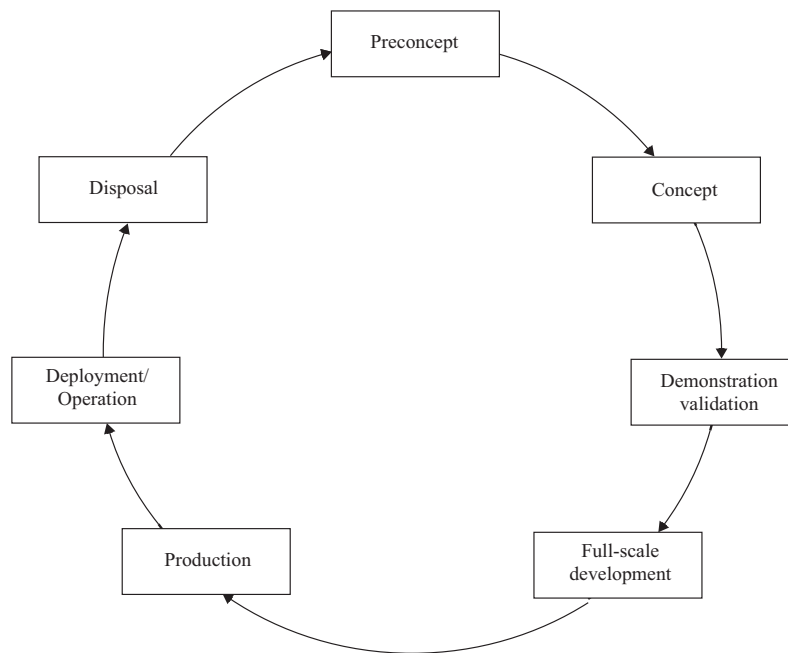 Preconcept
Concept
Demonstration
validation
Full-scale
development
Production
Deployment/
Operation
Disposal